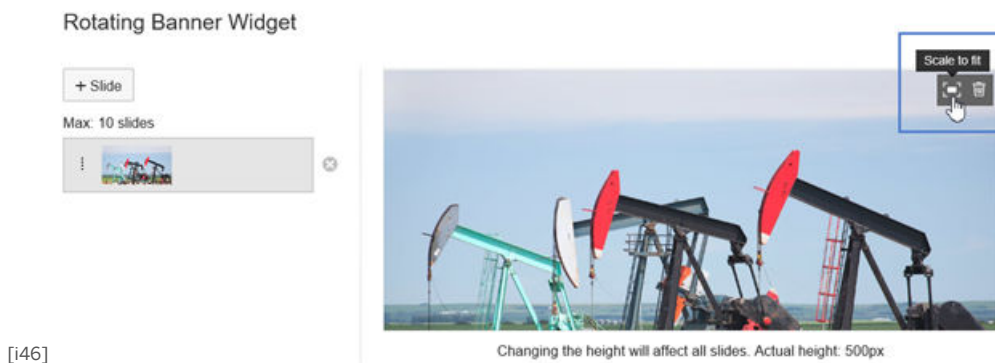 Rotating Banner Widget
Scale to fit
+ Slide
Max: 10 slides
Changing the height will affect all slides. Actual height: 500px
[i46]